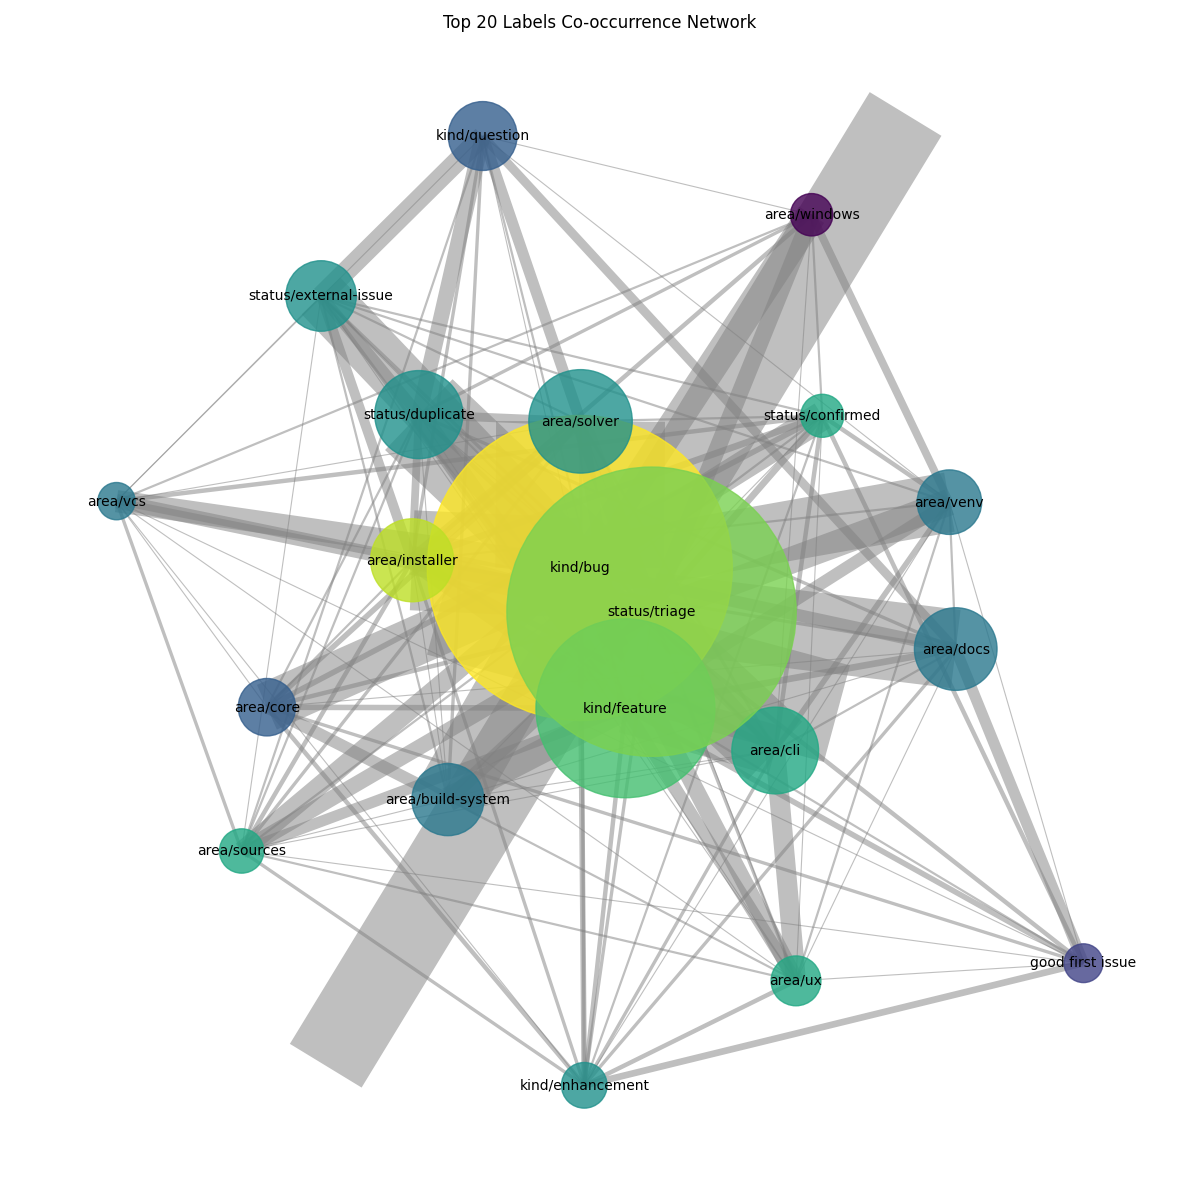 Top 20 Labels Co-occurrence Network
kind/question
area/windows
status/external-issue
status/duplicate
area/solver
status/confirmed
area/vcs
area/venv
area/installer
kind/bug
status/triage
area/docs
area/core
kind/feature
area/cli
area/build-system
area/sources
good first issue
area/ux
kind/enhancement